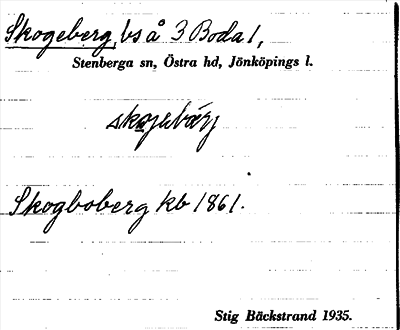 Skogeberg, bs å 3 Boda 1,
Stenberga sn, Östra hd, Jönköpings l.
Skogboberg kb 1861.
Stig Bäckstrand 1935.